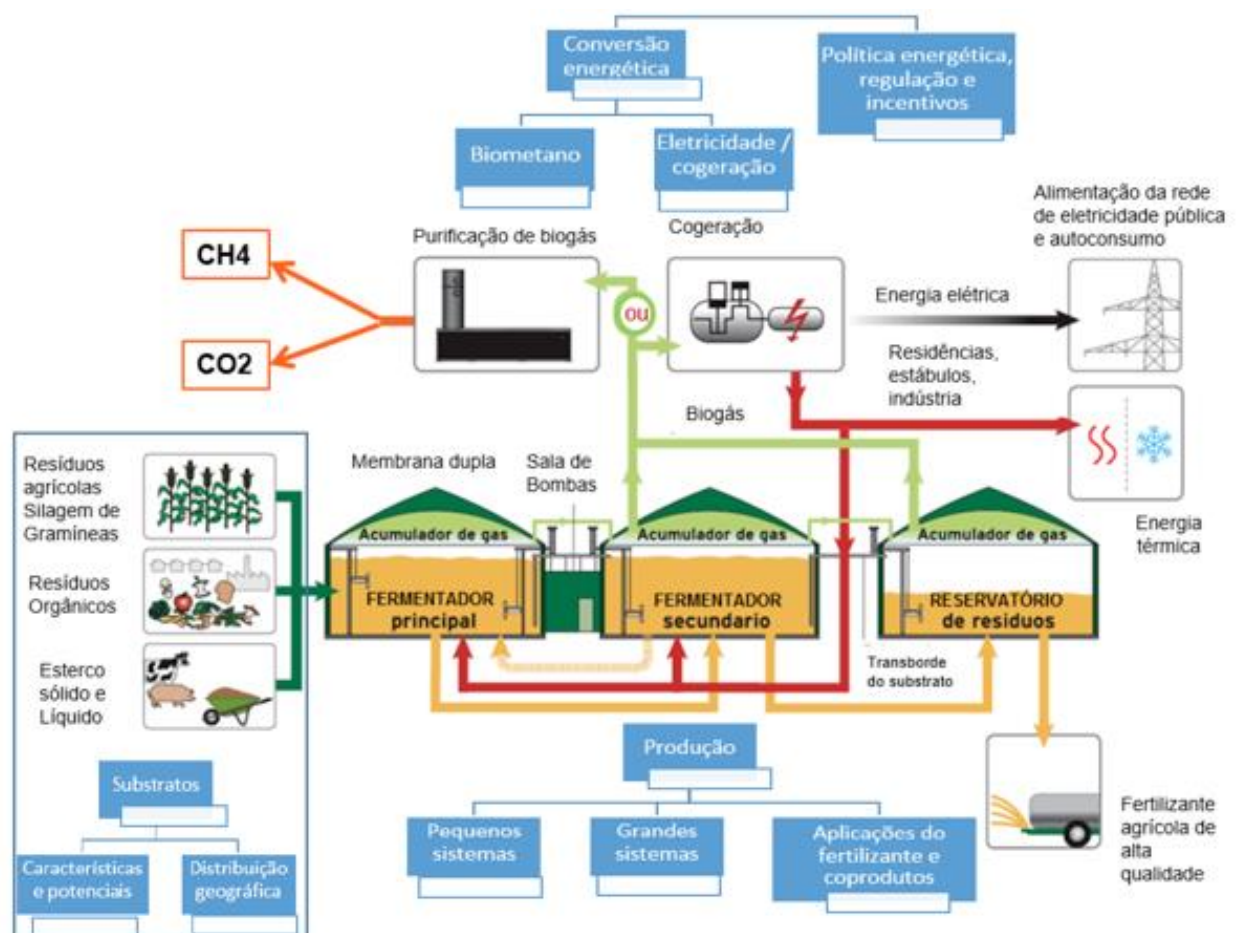 Conversão
energética
Política energética,
regulação e
incentivos
Biometano
Eletricidade /
cogeração
Alimentação da rede
de eletricidade pública
e autoconsumo
Purificação de biogás
Cogeração
CH4
CO2
ou
Energia elétrica
Residências,
estábulos,
indústria
Biogás
Energia
térmica
Resíduos
agrícolas
Silagem de
Gramíneas
Resíduos
Orgânicos
Esterco
sólido e
Líquido
Membrana dupla
Sala de
Bombas
Acumulador de gas
Acumulador de gas
Acumulador de gas
FERMENTADOR
principal
FERMENTADOR
secundario
RESERVATÓRIO
de resíduos
Transborde
do substrato
Substratos
Características
e potenciais
Distribuição
geográfica
Produção
Pequenos
sistemas
Grandes
sistemas
Aplicações do
fertilizante e
coprodutos
Fertilizante
agrícola de
alta
qualidade